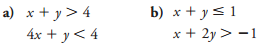 a) x + y > 4
4x + y < 4
b) x + y ≤ 1
x + 2y > −1